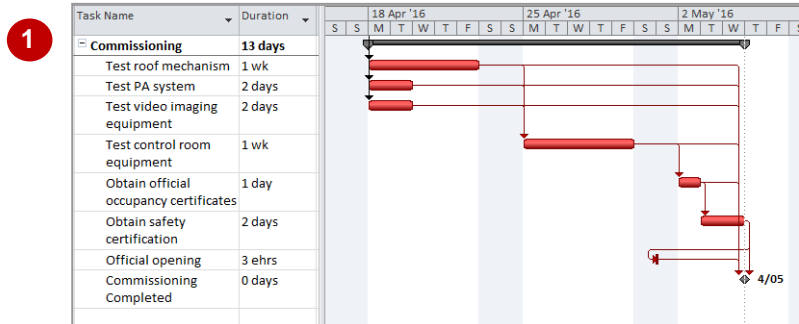 1
Task Name Duration 18 Apr '16 25 Apr '16 2 May '16
S S M T W T F S S M T W T F S S M T W T F S
Commissioning 13 days
Test roof mechanism 1 wk
Test PA system 2 days
Test video imaging 2 days
equipment
Test control room 1 wk
equipment
Obtain official 1 day
occupancy certificates
Obtain safety 2 days
certification
Official opening 3 ehrs
Commissioning 0 days 4/05
Completed